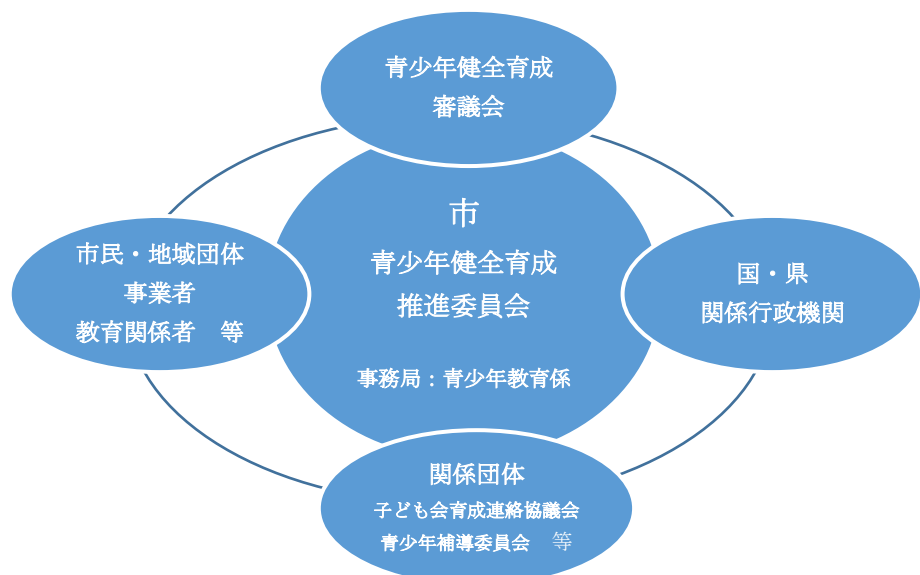 青少年健全育成
審議会
市
青少年健全育成
推進委員会
事務局：青少年教育係
市民・地域団体
事業者
教育関係者　等
国・県
関係行政機関
関係団体
子ども会育成連絡協議会
青少年補導委員会　等